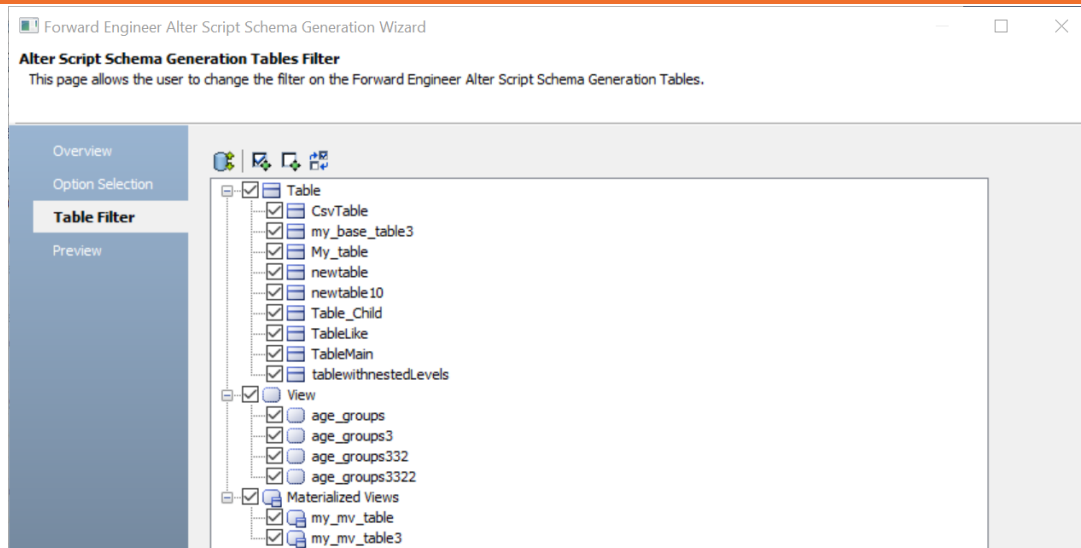 Forward Engineer Alter Script Schema Generation Wizard
Alter Script Schema Generation Tables Filter
This page allows the user to change the filter on the Forward Engineer Alter Script Schema Generation Tables.
Overview
Option Selection
Table Filter
Preview
Table
CsvTable
my_base_table3
My_table
newtable
newtable10
Table_Child
TableLike
TableMain
tablewithnestedLevels
View
age_groups
age_groups3
age_groups332
age_groups3322
Materialized Views
my_mv_table
my_mv_table3